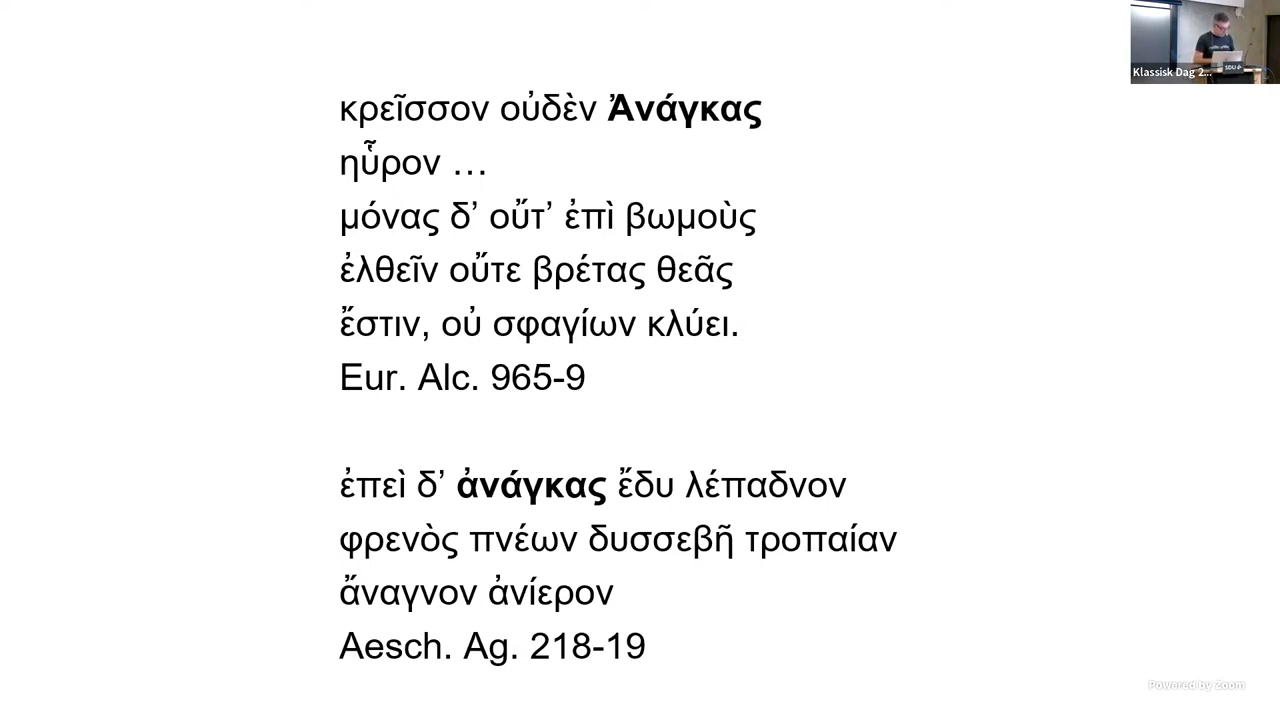 κρεῖσσον οὐδὲν Ἀνάγκας
ηὗρον …
μόνας δ’ οὔτ’ ἐπὶ βωμοὺς
ἐλθεῖν οὔτε βρέτας θεᾶς
ἔστιν, οὐ σφαγίων κλύει.
Eur. Alc. 965-9
ἐπεὶ δ’ ἀνάγκας ἔδυ λέπαδνον
φρενὸς πνέων δυσσεβῆ τροπαίαν
ἄναγνον ἀνίερον
Aesch. Ag. 218-19
Klassisk Dag 2...
SDU
Powered by Zoom